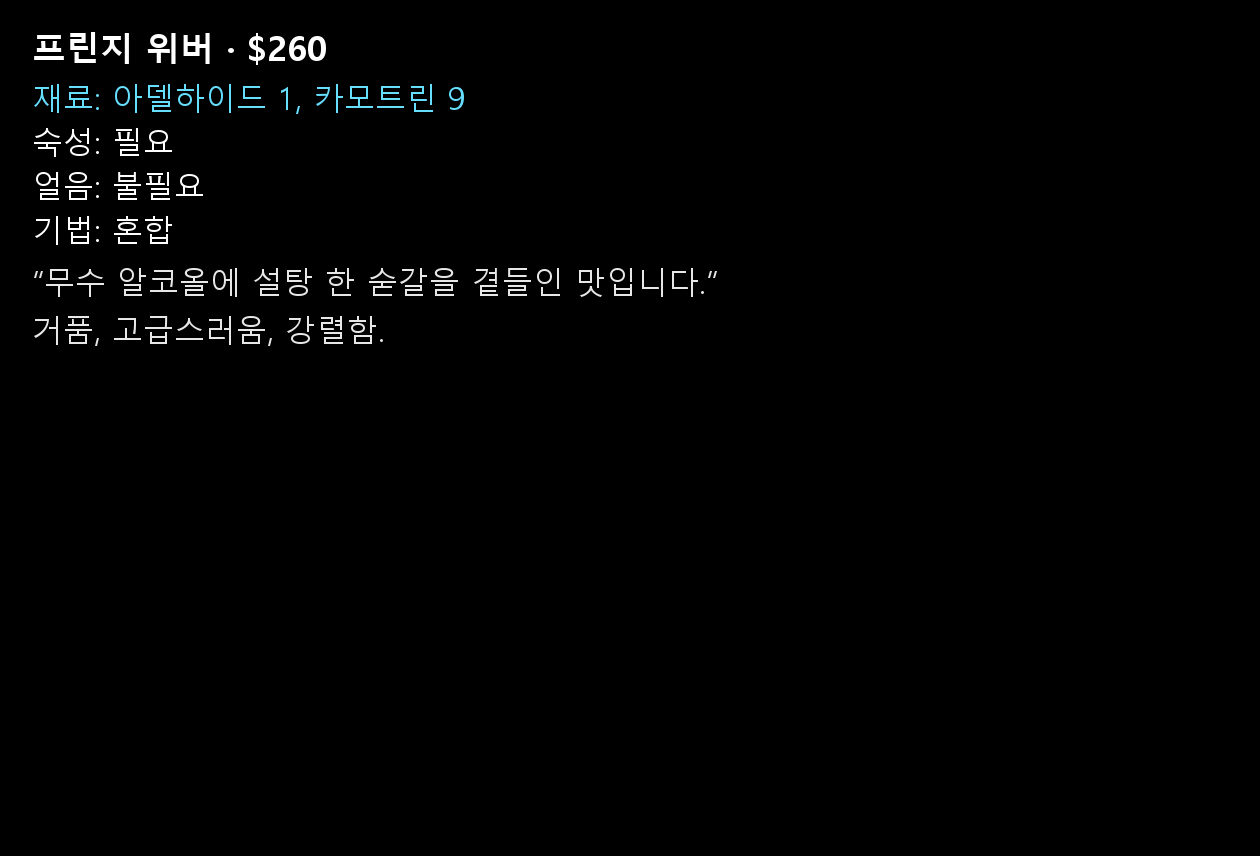 프린지 위버 · $260
재료: 아델하이드 1, 카모트린 9
숙성: 필요
얼음: 불필요
기법: 혼합
"무수 알코올에 설탕 한 숟갈을 곁들인 맛입니다."
거품, 고급스러움, 강렬함.